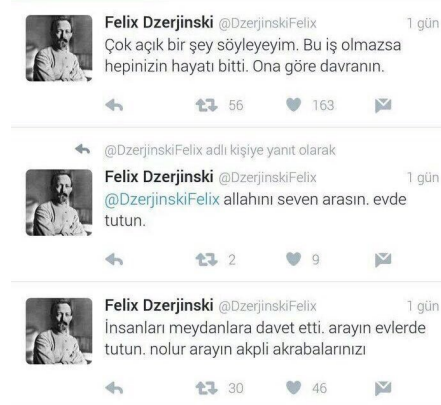 Felix Dzerjinski @DzerjinskiFelix 1 gün
Çok açık bir şey söyleyeyim. Bu iş olmazsa
hepinizin hayatı bitti. Ona göre davranın.
56 163
@DzerjinskiFelix adlı kişiye yanıt olarak
Felix Dzerjinski @DzerjinskiFelix 1 gün
@DzerjinskiFelix allahını seven arasın. evde
tutun.
2 9
Felix Dzerjinski @DzerjinskiFelix 1 gün
İnsanları meydanlara davet etti. arayın evlerde
tutun. nolur arayın akpli akrabalarınızı
30 46